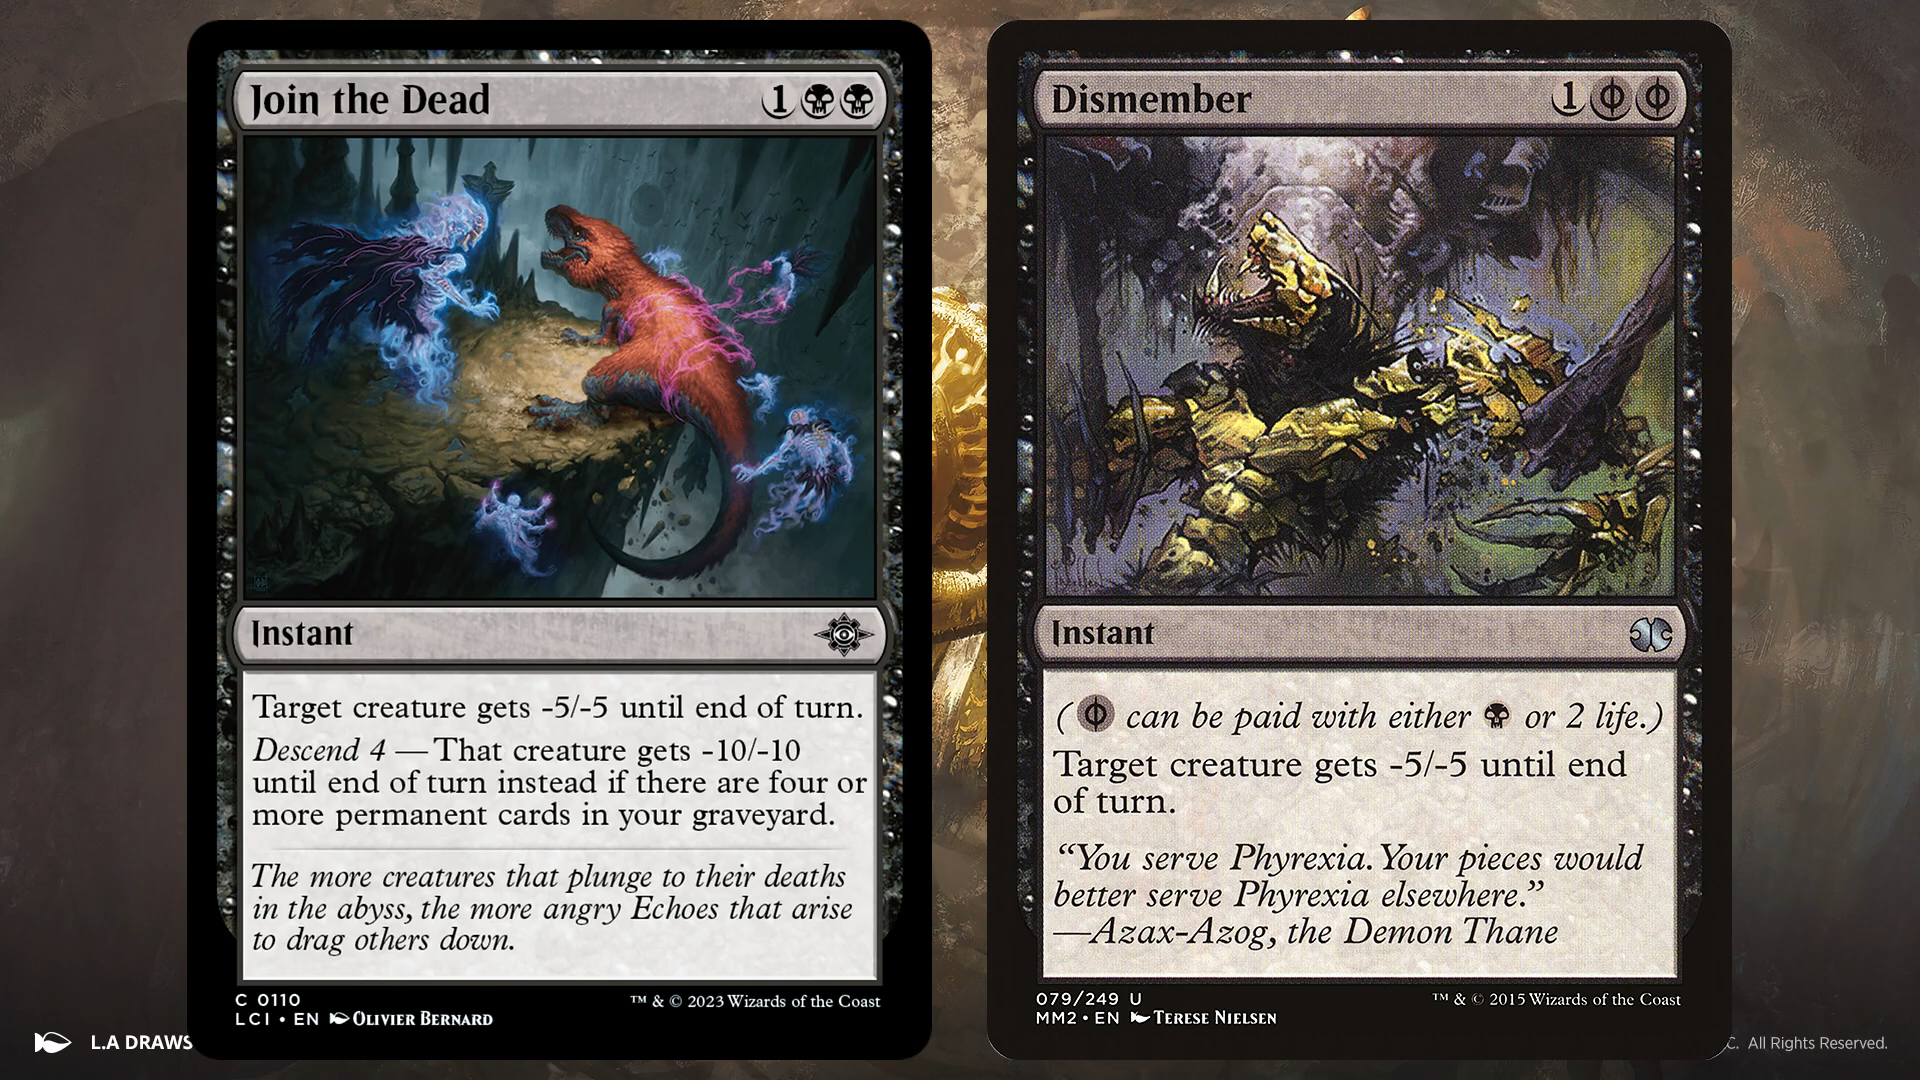 Join the Dead
1
Instant
Target creature gets -5/-5 until end of turn.
Descend 4 — That creature gets -10/-10
until end of turn instead if there are four or
more permanent cards in your graveyard.
The more creatures that plunge to their deaths
in the abyss, the more angry Echoes that arise
to drag others down.
C 0110
LCI • EN OLIVIER BERNARD
™ & © 2023 Wizards of the Coast
Dismember
1
Instant
( can be paid with either or 2 life.)
Target creature gets -5/-5 until end
of turn.
“You serve Phyrexia. Your pieces would
better serve Phyrexia elsewhere.”
—Azax-Azog, the Demon Thane
079/249 U
MM2 • EN TERESE NIELSEN
™ & © 2015 Wizards of the Coast
L.A DRAWS
C. All Rights Reserved.